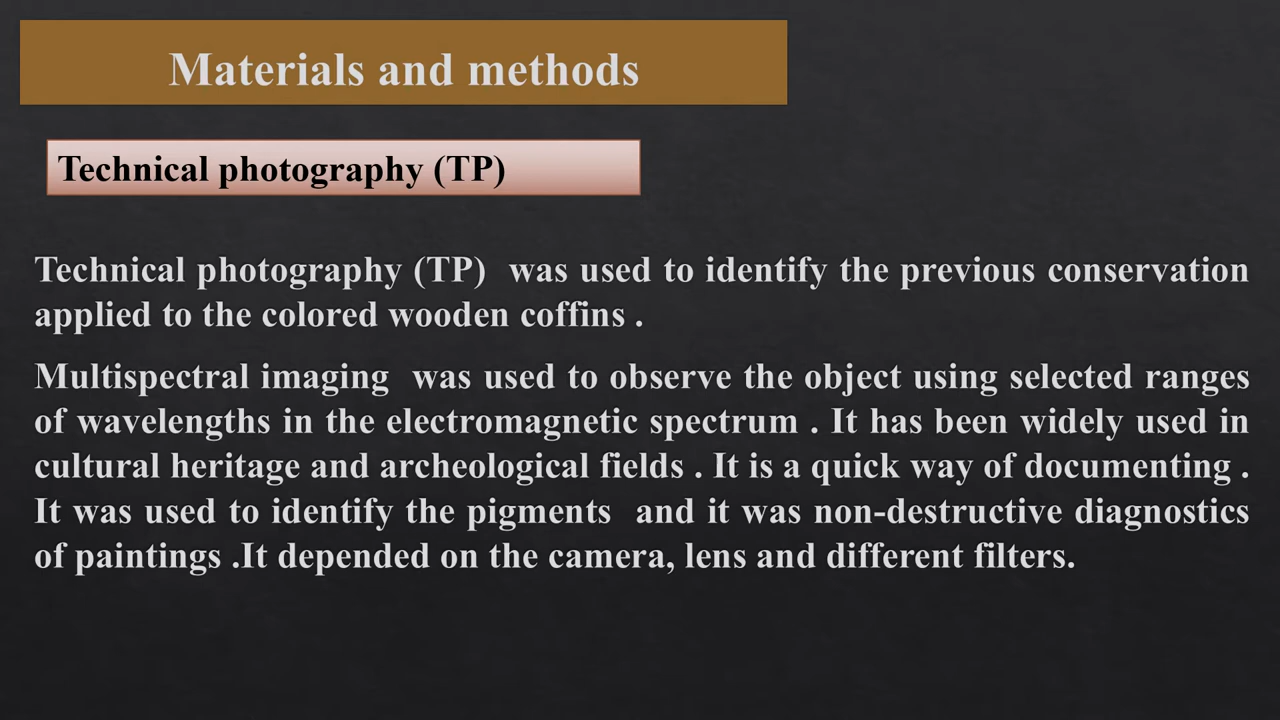 Materials and methods
Technical photography (TP)
Technical photography (TP) was used to identify the previous conservation
applied to the colored wooden coffins .
Multispectral imaging was used to observe the object using selected ranges
of wavelengths in the electromagnetic spectrum . It has been widely used in
cultural heritage and archeological fields . It is a quick way of documenting .
It was used to identify the pigments and it was non-destructive diagnostics
of paintings .It depended on the camera, lens and different filters.